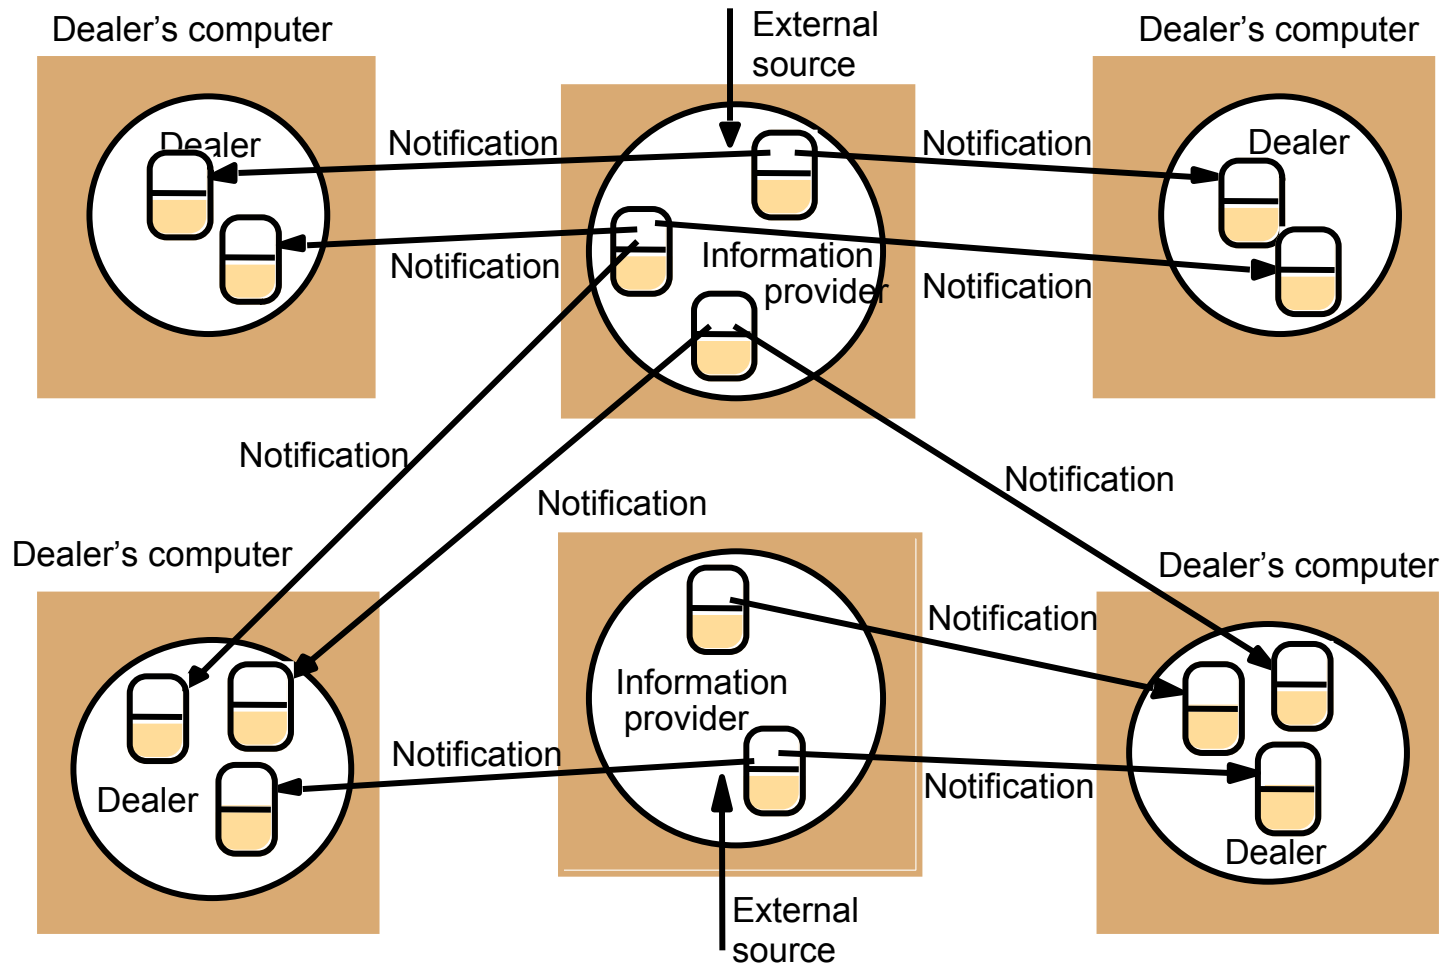 Dealer’s computer
External
source
Dealer’s computer
Dealer
Notification
Notification
Dealer
Notification
Information
provider
Notification
Notification
Notification
Notification
Notification
Dealer’s computer
Dealer’s computer
Notification
Information
provider
Notification
Notification
Dealer
Dealer
External
source